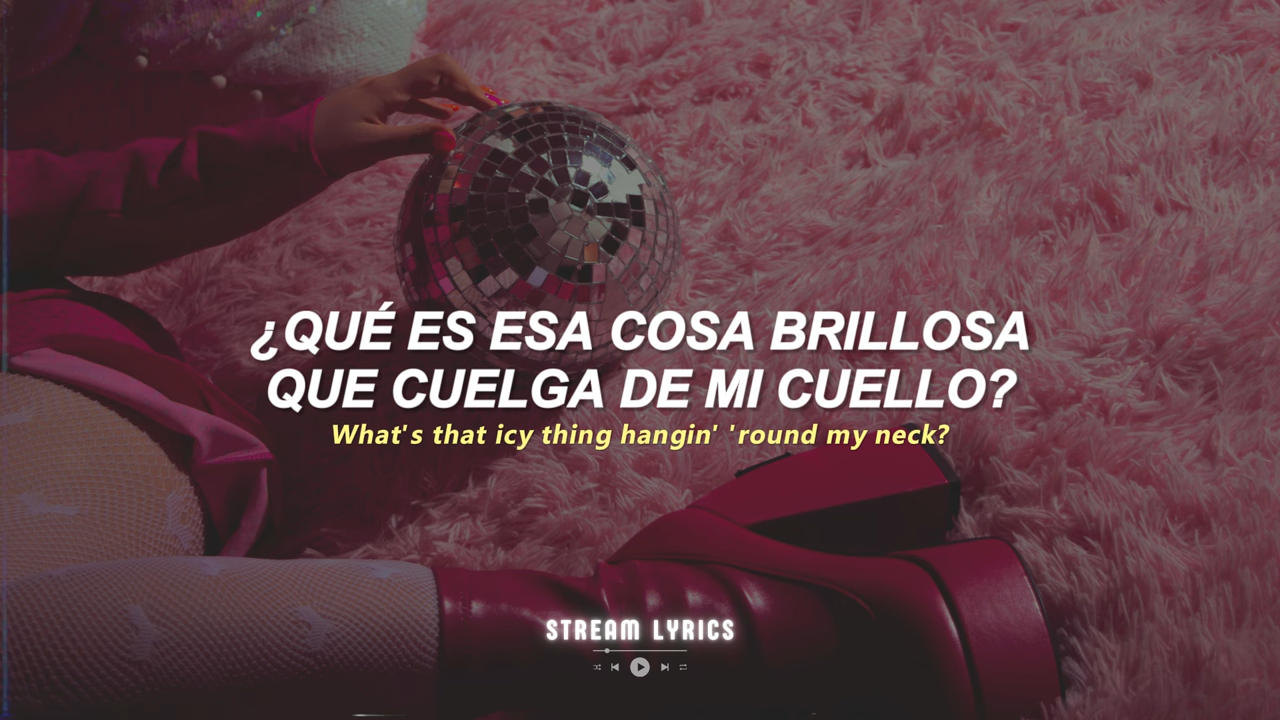 ¿QUÉ ES ESA COSA BRILLOSA
QUE CUELGA DE MI CUELLO?
What's that icy thing hangin' 'round my neck?
STREAM LYRICS